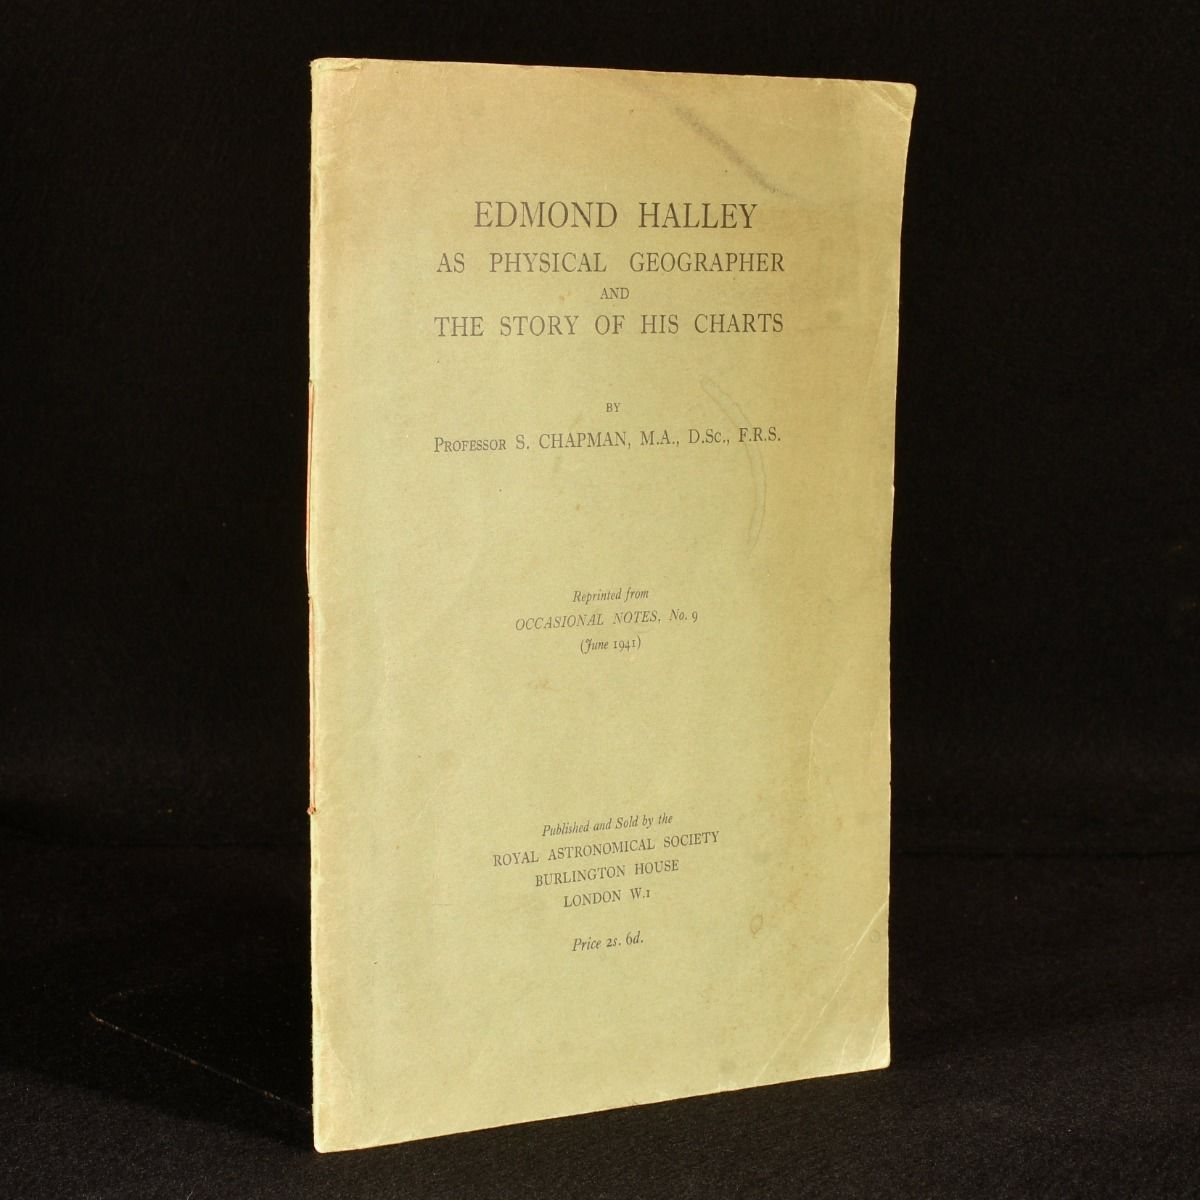 EDMOND HALLEY
AS PHYSICAL GEOGRAPHER
AND
THE STORY OF HIS CHARTS
BY
PROFESSOR S. CHAPMAN, M.A., D.Sc., F.R.S.
Reprinted from
OCCASIONAL NOTES, No. 9
(June 1941)
Published and Sold by the
ROYAL ASTRONOMICAL SOCIETY
BURLINGTON HOUSE
LONDON W.1
Price 2s. 6d.